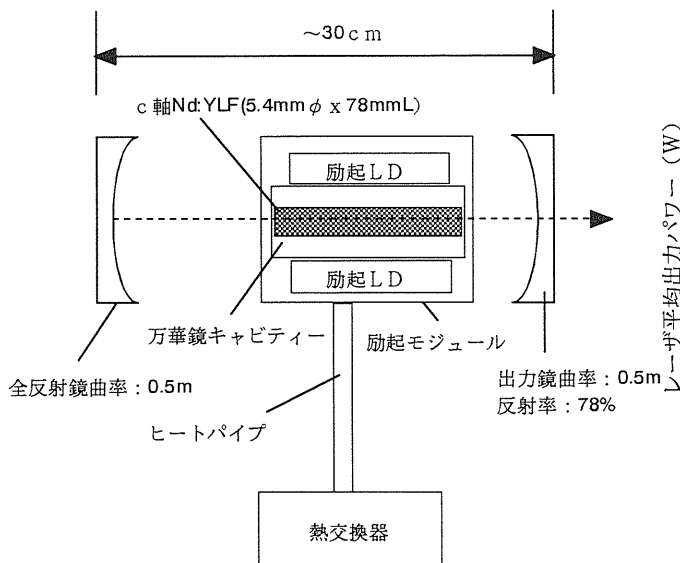 ～30ｃｍ
ｃ軸Nd:YLF(5.4mmφ x 78mmL)
励起ＬＤ
励起ＬＤ
万華鏡キャビティー
励起モジュール
全反射鏡曲率：0.5m
出力鏡曲率：0.5m
反射率：78%
ヒートパイプ
熱交換器
レーザ平均出力パワー（W）